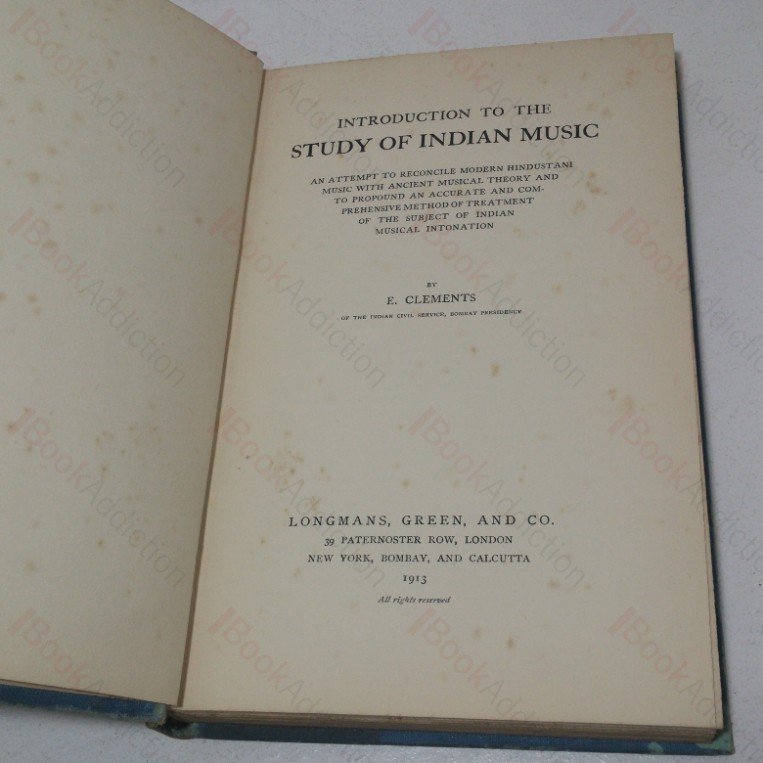 INTRODUCTION TO THE
STUDY OF INDIAN MUSIC
AN ATTEMPT TO RECONCILE MODERN HINDUSTANI
MUSIC WITH ANCIENT MUSICAL THEORY AND
TO PROPOUND AN ACCURATE AND COM-
PREHENSIVE METHOD OF TREATMENT
OF THE SUBJECT OF INDIAN
MUSICAL INTONATION
BY
E. CLEMENTS
OF THE INDIAN CIVIL SERVICE, BOMBAY PRESIDENCY
LONGMANS, GREEN, AND CO.
39 PATERNOSTER ROW, LONDON
NEW YORK, BOMBAY, AND CALCUTTA
1913
All rights reserved
BookAddiction